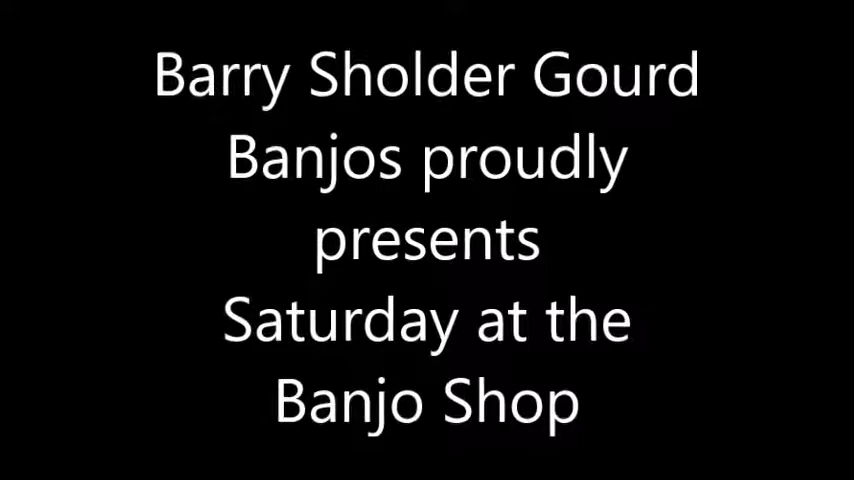 Barry Sholder Gourd
Banjos proudly
presents
Saturday at the
Banjo Shop